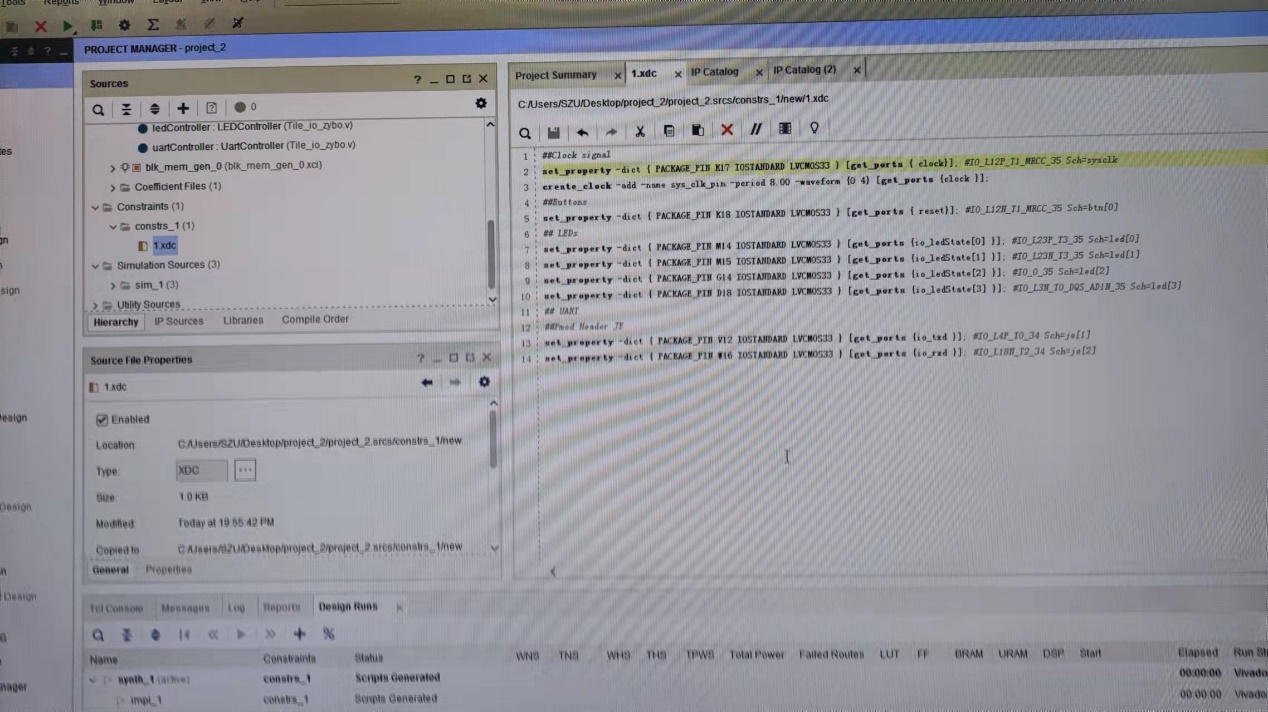 Tools Reports Window
PROJECT MANAGER - project_2
Sources
? _
0
ledController : LEDController (Tile_io_zybo.v)
uartController : UartController (Tile_io_zybo.v)
blk_mem_gen_0 (blk_mem_gen_0.xci)
Coefficient Files (1)
Constraints (1)
constrs_1 (1)
1.xdc
Simulation Sources (3)
sim_1 (3)
Utility Sources
Hierarchy IP Sources Libraries Compile Order
Source File Properties
1.xdc
Enabled
Location: C:/Users/SZU/Desktop/project_2/project_2.srcs/constrs_1/new
Type: XDC ...
Size: 1.0 KB
Modified: Today at 19:55:42 PM
Copied to: C:/Users/SZU/Desktop/project_2/project_2.srcs/constrs_1/new
General Properties
Project Summary 1.xdc IP Catalog IP Catalog (2)
C:/Users/SZU/Desktop/project_2/project_2.srcs/constrs_1/new/1.xdc
1 ##Clock signal
2 set_property -dict { PACKAGE_PIN K17 IOSTANDARD LVCMOS33 } [get_ports { clock}]; #IO_L12P_T1_MRCC_35 Sch=sysclk
3 create_clock -add -name sys_clk_pin -period 8.00 -waveform {0 4} [get_ports {clock }];
4 ##Buttons
5 set_property -dict { PACKAGE_PIN K18 IOSTANDARD LVCMOS33 } [get_ports { reset}]; #IO_L12N_T1_MRCC_35 Sch=btn[0]
6 ## LEDs
7 set_property -dict { PACKAGE_PIN M14 IOSTANDARD LVCMOS33 } [get_ports {io_ledState[0] }]; #IO_L23P_T3_35 Sch=led[0]
8 set_property -dict { PACKAGE_PIN M15 IOSTANDARD LVCMOS33 } [get_ports {io_ledState[1] }]; #IO_L23N_T3_35 Sch=led[1]
9 set_property -dict { PACKAGE_PIN G14 IOSTANDARD LVCMOS33 } [get_ports {io_ledState[2] }]; #IO_0_35 Sch=led[2]
10 set_property -dict { PACKAGE_PIN D18 IOSTANDARD LVCMOS33 } [get_ports {io_ledState[3] }]; #IO_L3N_T0_DQS_AD1N_35 Sch=led[3]
11 ## UART
12 ##Pmod Header JE
13 set_property -dict { PACKAGE_PIN V12 IOSTANDARD LVCMOS33 } [get_ports {io_txd }]; #IO_L4P_T0_34 Sch=je[1]
14 set_property -dict { PACKAGE_PIN W16 IOSTANDARD LVCMOS33 } [get_ports {io_rxd }]; #IO_L18N_T2_34 Sch=je[2]
Tcl Console Messages Log Reports Design Runs
Name Constraints Status WNS TNS WHS THS TPWS Total Power Failed Routes LUT FF BRAM URAM DSP Start Elapsed Run St
synth_1 (active) constrs_1 Scripts Generated 00:00:00 Vivado
impl_1 constrs_1 Scripts Generated 00:00:00 Vivado